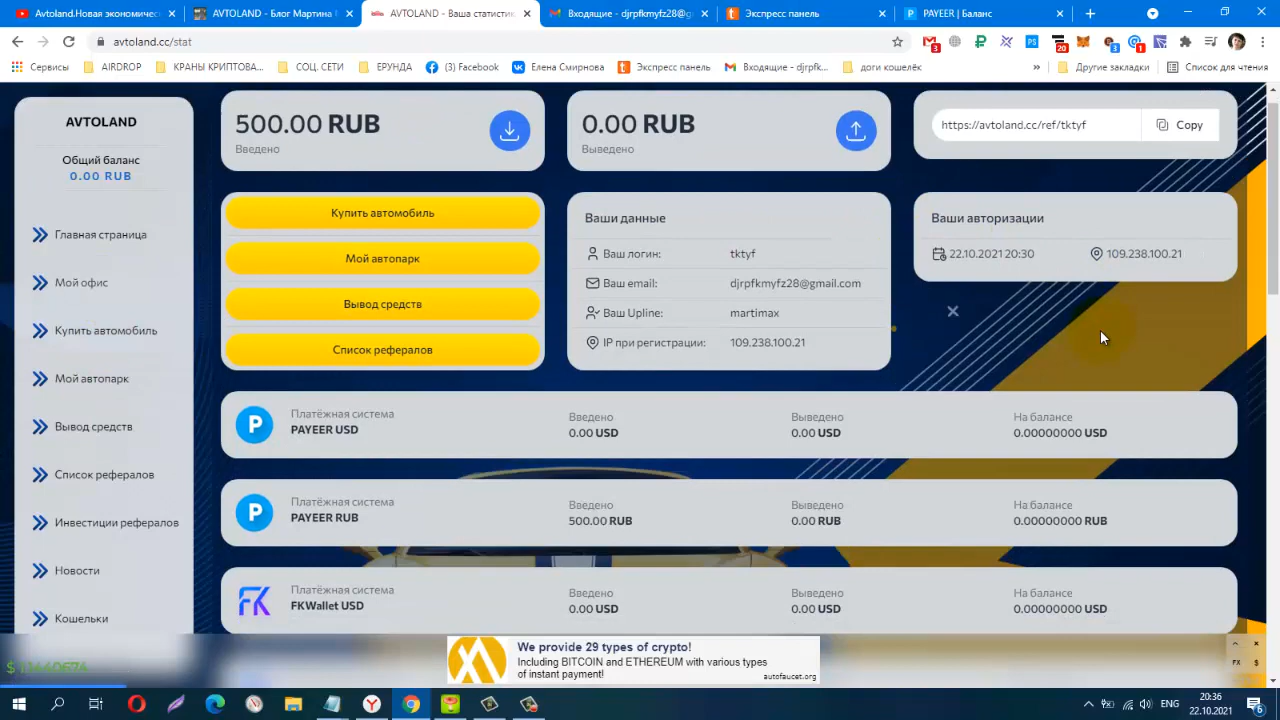 Avtoland.Новая экономичес
AVTOLAND - Блог Мартина М
AVTOLAND - Ваша статистик
Входящие - djrpfkmyfz28@g
Экспресс панель
PAYEER | Баланс
avtoland.cc/stat
3
20
3
1
Сервисы
AIRDROP
КРАНЫ КРИПТОВА...
СОЦ. СЕТИ
ЕРУНДА
(3) Facebook
Елена Смирнова
Экспресс панель
Входящие - djrpfk...
доги кошелёк
»
Другие закладки
Список для чтения
AVTOLAND
Общий баланс
0.00 RUB
Главная страница
Мой офис
Купить автомобиль
Мой автопарк
Вывод средств
Список рефералов
Инвестиции рефералов
Новости
Кошельки
500.00 RUB
Введено
0.00 RUB
Выведено
https://avtoland.cc/ref/tktyf
Copy
Купить автомобиль
Мой автопарк
Вывод средств
Список рефералов
Ваши данные
Ваш логин: tktyf
Ваш email: djrpfkmyfz28@gmail.com
Ваш Upline: martimax
IP при регистрации: 109.238.100.21
Ваши авторизации
22.10.2021 20:30 109.238.100.21
Платёжная система Введено Выведено На балансе
PAYEER USD 0.00 USD 0.00 USD 0.00000000 USD
Платёжная система Введено Выведено На балансе
PAYEER RUB 500.00 RUB 0.00 RUB 0.00000000 RUB
Платёжная система Введено Выведено На балансе
FKWallet USD 0.00 USD 0.00 USD 0.00000000 USD
We provide 29 types of crypto!
Including BITCOIN and ETHEREUM with various types
of instant payment!
autofaucet.org
ENG
20:36
22.10.2021
6